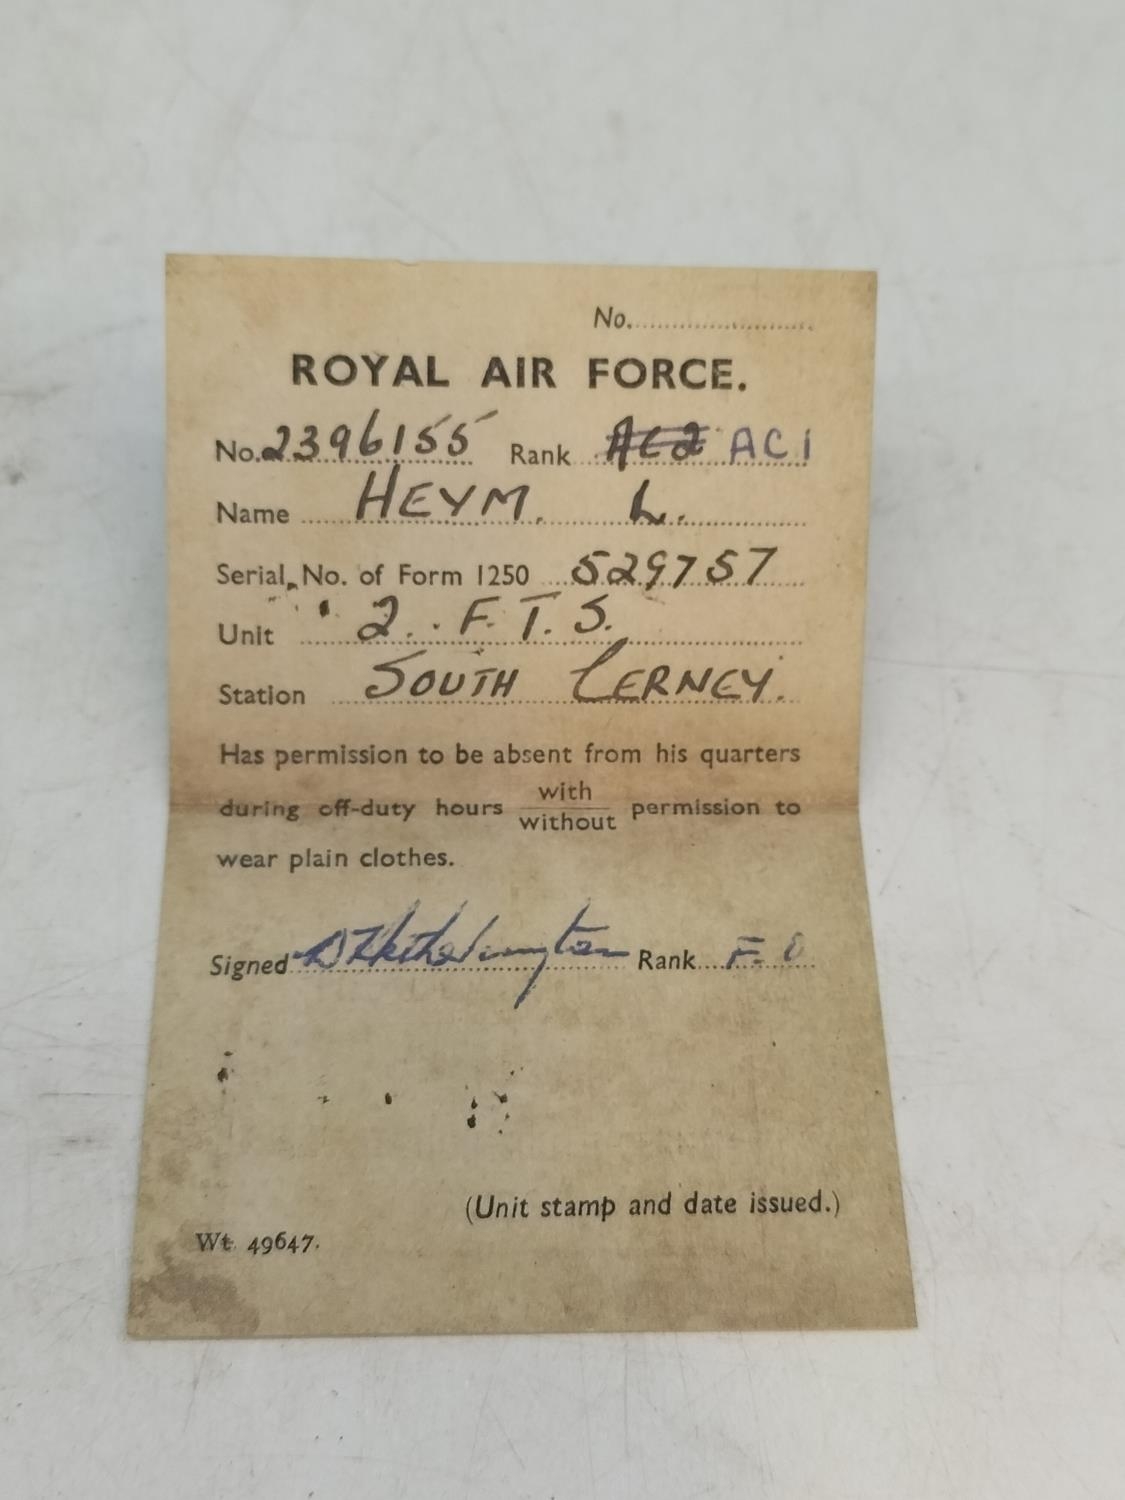 No.
ROYAL AIR FORCE.
No. 2396155 Rank AC2 AC1
Name HEYM. L.
Serial No. of Form 1250 529757
Unit 2. F. T. S.
Station SOUTH CERNEY.
Has permission to be absent from his quarters
during off-duty hours with/without permission to
wear plain clothes.
Signed Rank F. O
(Unit stamp and date issued.)
Wt. 49647.